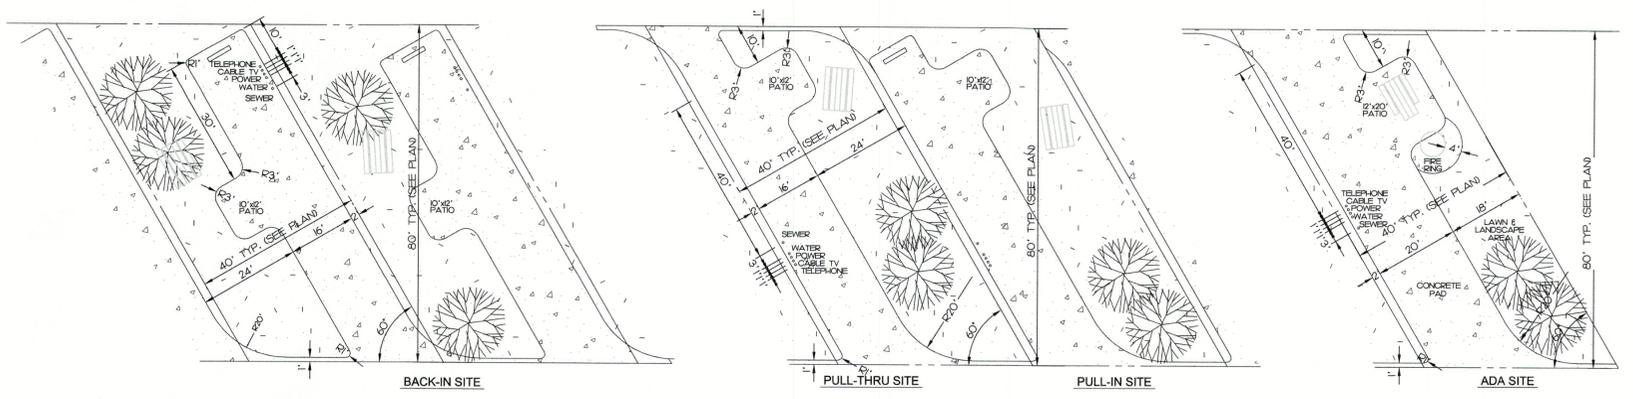 10'
1' 1' 1'
R1'
TELEPHONE
CABLE TV
POWER
WATER
SEWER
3'
30'
R3'
R3'
10'x12'
PATIO
40' TYP. (SEE PLAN)
16'
2'
24'
R20'
60°
R1'
1'
80' TYP. (SEE PLAN)
10'x12'
PATIO
BACK-IN SITE
1'
10'
R3'
R3'
10'x12'
PATIO
40' TYP. (SEE PLAN)
24'
16'
40'
2'
SEWER
WATER
POWER
CABLE TV
TELEPHONE
3'
R20'
60°
1'
R1'
PULL-THRU SITE
10'x12'
PATIO
80' TYP. (SEE PLAN)
PULL-IN SITE
10'
R3'
R3'
12'x20'
PATIO
4'
FIRE
RING
40'
TELEPHONE
CABLE TV
POWER
WATER
SEWER
3'
40' TYP. (SEE PLAN)
18'
20'
2'
LAWN &
LANDSCAPE
AREA
CONCRETE
PAD
R20'
60°
80' TYP. (SEE PLAN)
1'
R1'
ADA SITE